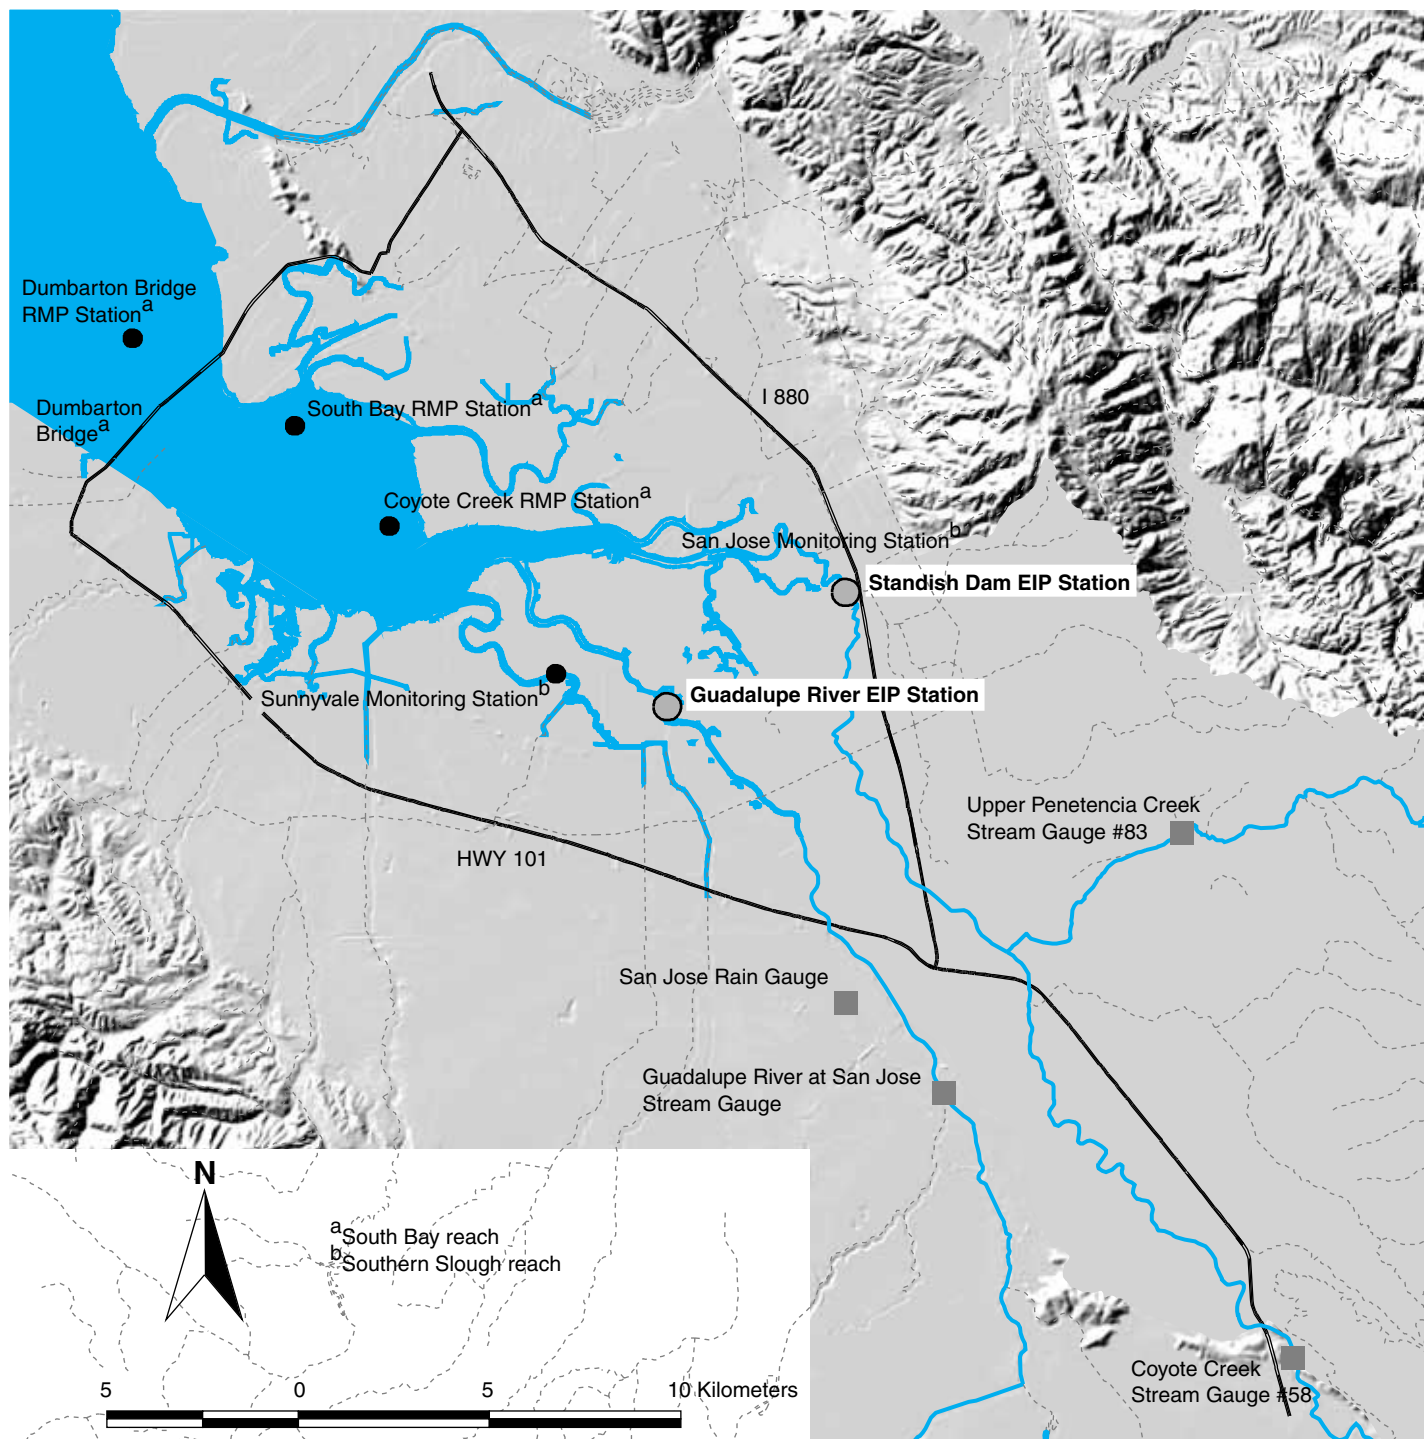 Dumbarton Bridge
RMP Station a
Dumbarton
Bridge a
South Bay RMP Station a
I 880
Coyote Creek RMP Station a
San Jose Monitoring Station b
Standish Dam EIP Station
Sunnyvale Monitoring Station b
Guadalupe River EIP Station
Upper Penetencia Creek
Stream Gauge #83
HWY 101
San Jose Rain Gauge
Guadalupe River at San Jose
Stream Gauge
N
a South Bay reach
b Southern Slough reach
Coyote Creek
Stream Gauge #58
5 0 5 10 Kilometers